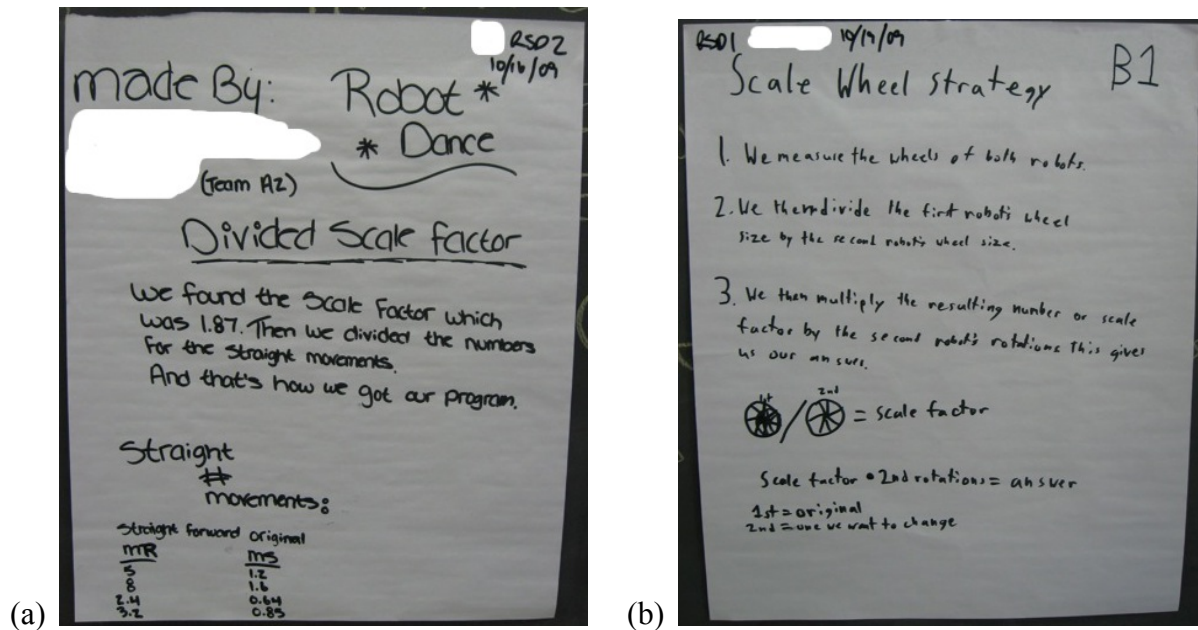 RSD2
10/16/09
made By:
Robot *
* Dance
(Team A2)
Divided Scale factor
We found the Scale Factor which
was 1.87. Then we divided the numbers
for the straight movements.
And that's how we got our program.
Straight
#
movements:
Straight forward original
MR ms
5 1.2
8 1.6
2.4 0.64
3.2 0.85
(a)
RSD1 10/19/09
B1
Scale Wheel Strategy
1. We measure the wheels of both robots.
2. We then divide the first robot's wheel
size by the second robot's wheel size.
3. We then multiply the resulting number or scale
factor by the second robot's rotations This gives
us our answer.
1st / 2nd = scale factor
Scale factor • 2nd rotations = answer
1st = original
2nd = one we want to change
(b)